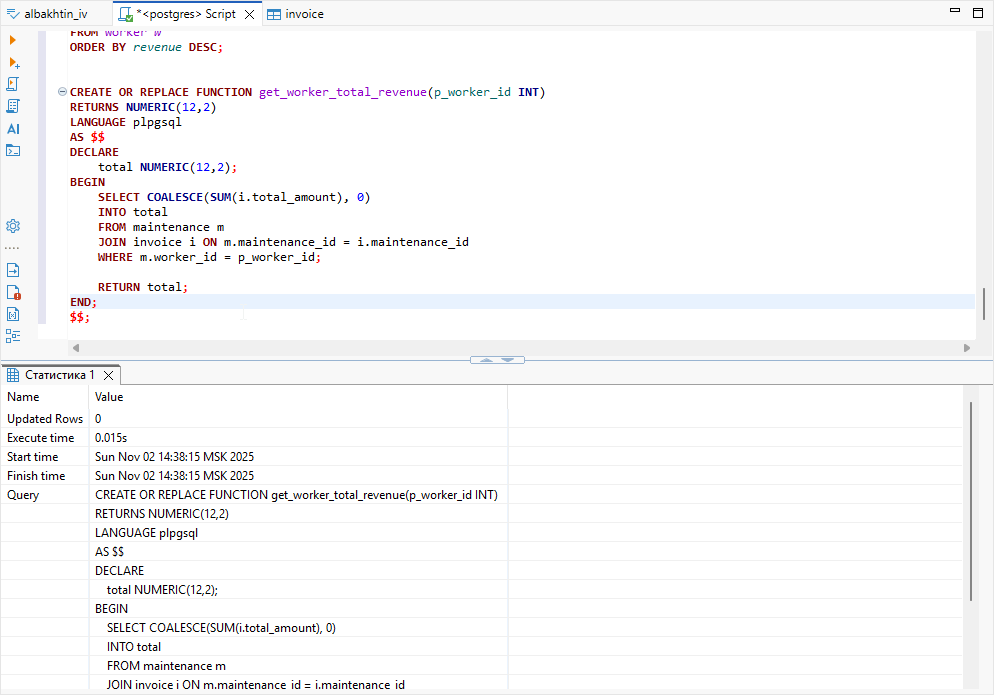 albakhtin_iv
*<postgres> Script
invoice
FROM worker w
ORDER BY revenue DESC;
CREATE OR REPLACE FUNCTION get_worker_total_revenue(p_worker_id INT)
RETURNS NUMERIC(12,2)
LANGUAGE plpgsql
AS $$
DECLARE
total NUMERIC(12,2);
BEGIN
SELECT COALESCE(SUM(i.total_amount), 0)
INTO total
FROM maintenance m
JOIN invoice i ON m.maintenance_id = i.maintenance_id
WHERE m.worker_id = p_worker_id;
RETURN total;
END;
$$;
AI
Статистика 1
Name Value
Updated Rows 0
Execute time 0.015s
Start time Sun Nov 02 14:38:15 MSK 2025
Finish time Sun Nov 02 14:38:15 MSK 2025
Query CREATE OR REPLACE FUNCTION get_worker_total_revenue(p_worker_id INT)
RETURNS NUMERIC(12,2)
LANGUAGE plpgsql
AS $$
DECLARE
total NUMERIC(12,2);
BEGIN
SELECT COALESCE(SUM(i.total_amount), 0)
INTO total
FROM maintenance m
JOIN invoice i ON m.maintenance_id = i.maintenance_id